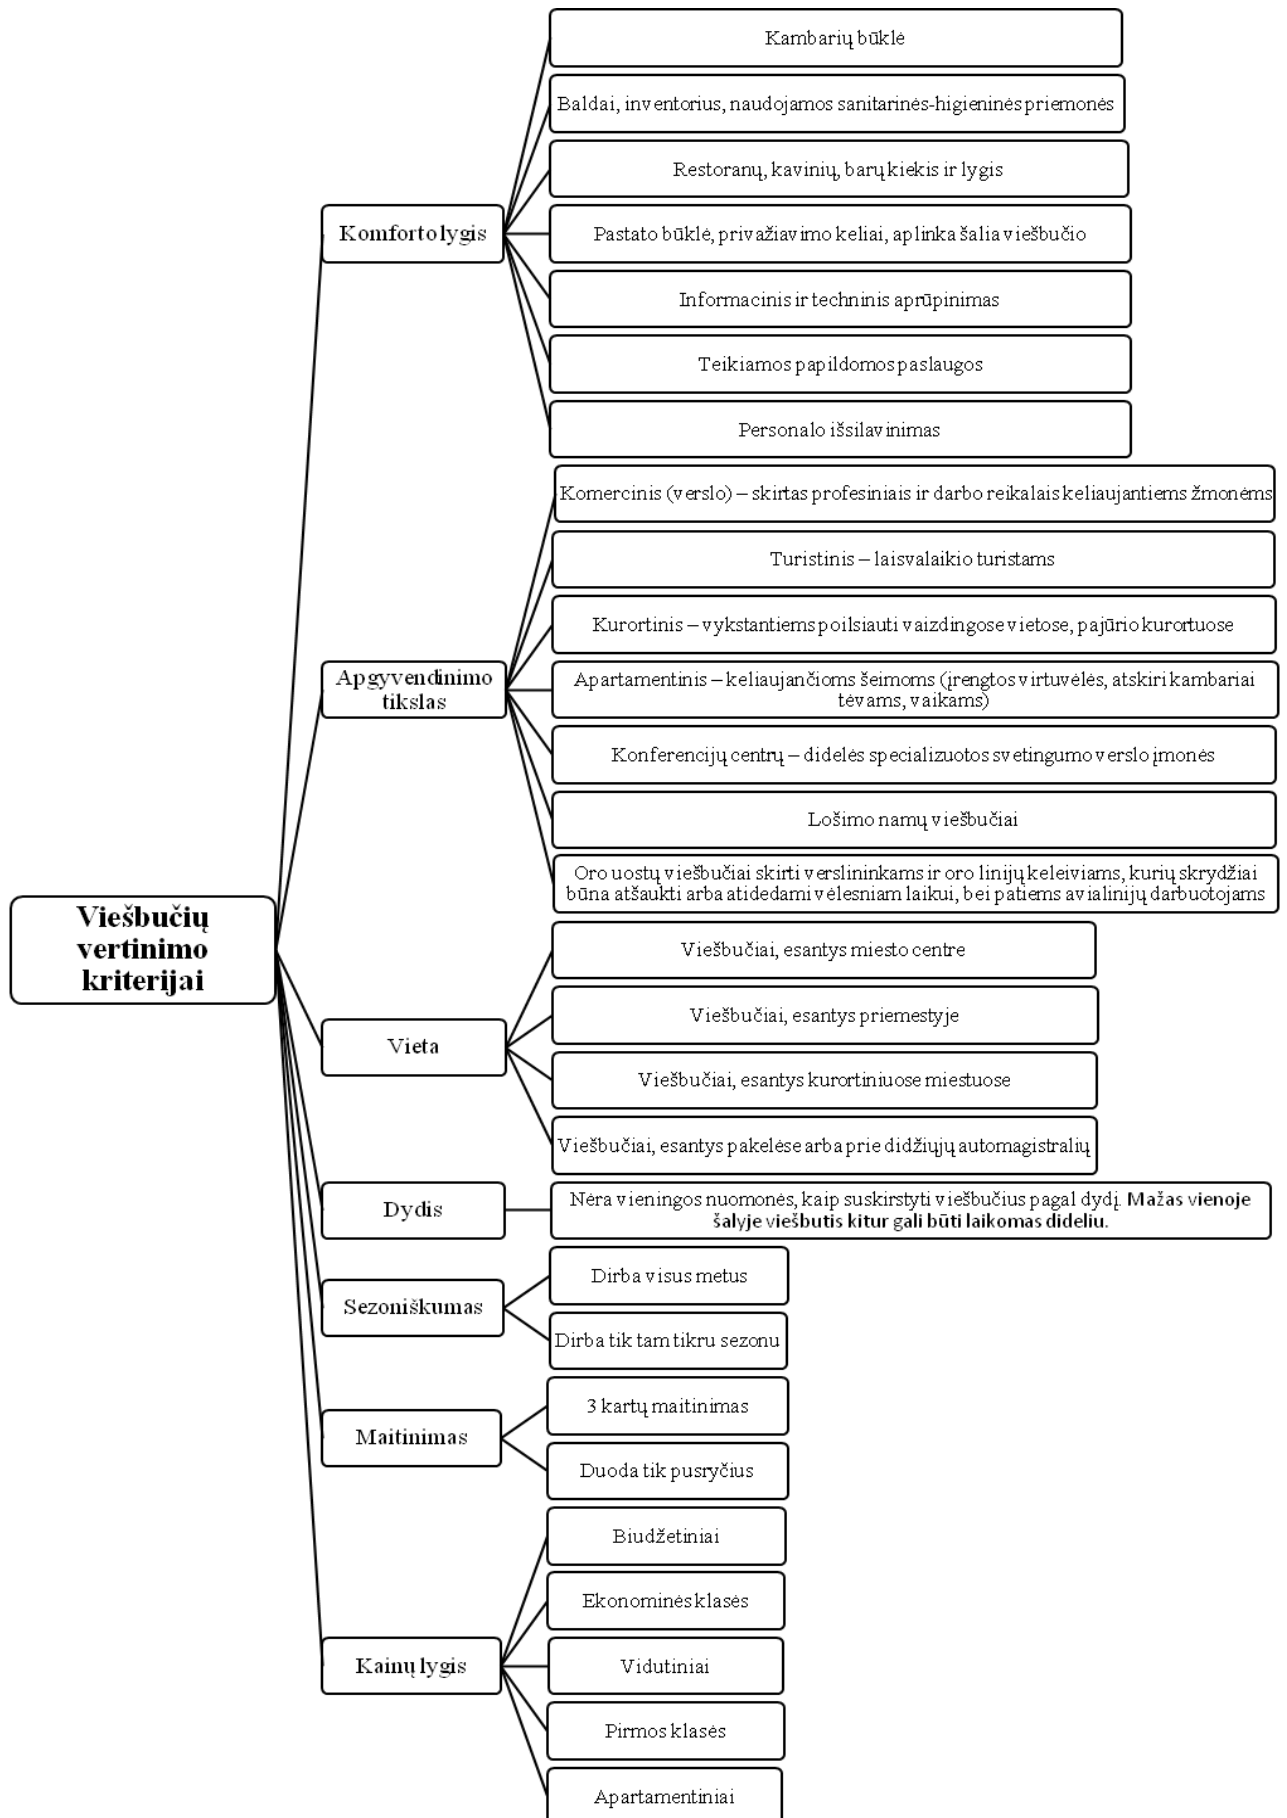 Viešbučių
vertinimo
kriterijai
Komforto lygis
Kambarių būklė
Baldai, inventorius, naudojamos sanitarinės-higieninės priemonės
Restoranų, kavinių, barų kiekis ir lygis
Pastato būklė, privažiavimo keliai, aplinka šalia viešbučio
Informacinis ir techninis aprūpinimas
Teikiamos papildomos paslaugos
Personalo išsilavinimas
Apgyvendinimo
tikslas
Komercinis (verslo) – skirtas profesiniais ir darbo reikalais keliaujantiems žmonėms
Turistinis – laisvalaikio turistams
Kurortinis – vykstantiems poilsiauti vaizdingose vietose, pajūrio kurortuose
Apartamentinis – keliaujančioms šeimoms (įrengtos virtuvėlės, atskiri kambariai
tėvams, vaikams)
Konferencijų centrų – didelės specializuotos svetingumo verslo įmonės
Lošimo namų viešbučiai
Oro uostų viešbučiai skirti verslininkams ir oro linijų keleiviams, kurių skrydžiai
būna atšaukti arba atidedami vėlesniam laikui, bei patiems avialinijų darbuotojams
Vieta
Viešbučiai, esantys miesto centre
Viešbučiai, esantys priemestyje
Viešbučiai, esantys kurortiniuose miestuose
Viešbučiai, esantys pakelėse arba prie didžiųjų automagistralių
Dydis
Nėra vieningos nuomonės, kaip suskirstyti viešbučius pagal dydį. Mažas vienoje
šalyje viešbutis kitur gali būti laikomas dideliu.
Sezoniškumas
Dirba visus metus
Dirba tik tam tikru sezonu
Maitinimas
3 kartų maitinimas
Duoda tik pusryčius
Kainų lygis
Biudžetiniai
Ekonominės klasės
Vidutiniai
Pirmos klasės
Apartamentiniai